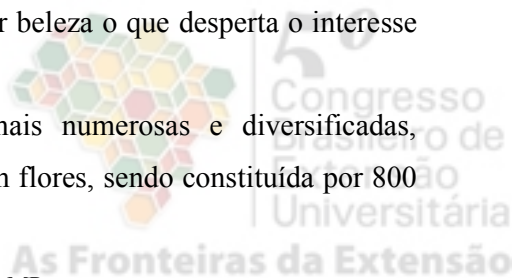 r beleza o que desperta o interesse
nais numerosas e diversificadas,
n flores, sendo constituída por 800
5º
Congresso
Brasileiro de
Extensão
Universitária
As Fronteiras da Extensão